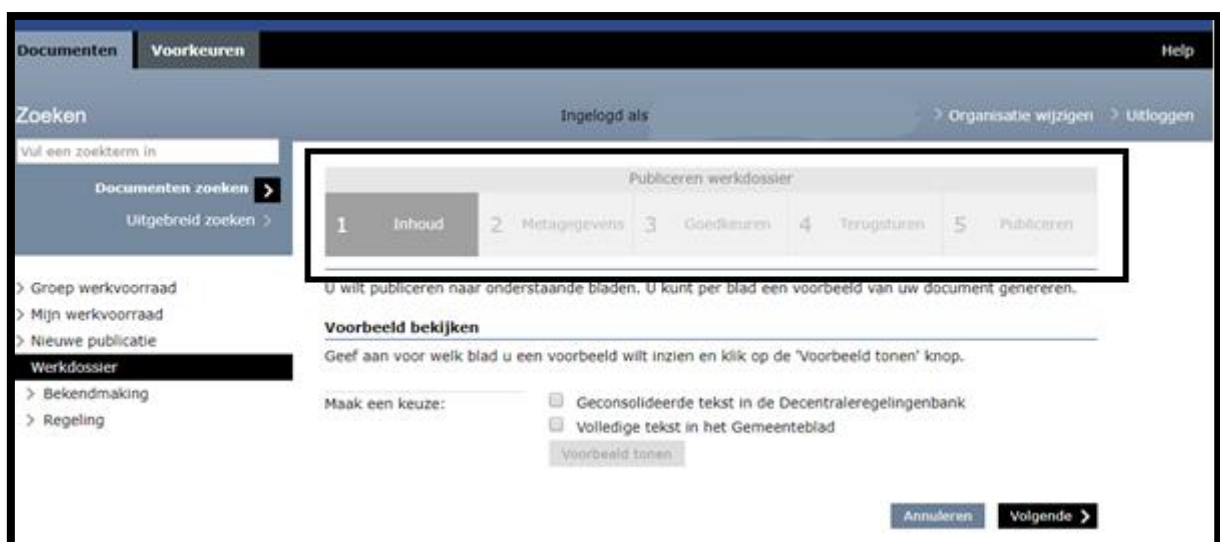 Documenten Voorkeuren Help
Zoeken Ingelogd als > Organisatie wijzigen > Uitloggen
Vul een zoekterm in
Documenten zoeken >
Uitgebreid zoeken >
Publiceren werkdossier
1 Inhoud 2 Metagegevens 3 Goedkeuren 4 Terugsturen 5 Publiceren
> Groep werkvoorraad
> Mijn werkvoorraad
> Nieuwe publicatie
Werkdossier
> Bekendmaking
> Regeling
U wilt publiceren naar onderstaande bladen. U kunt per blad een voorbeeld van uw document genereren.
Voorbeeld bekijken
Geef aan voor welk blad u een voorbeeld wilt inzien en klik op de 'Voorbeeld tonen' knop.
Maak een keuze:
Geconsolideerde tekst in de Decentraleregelingenbank
Volledige tekst in het Gemeenteblad
Voorbeeld tonen
Annuleren Volgende >